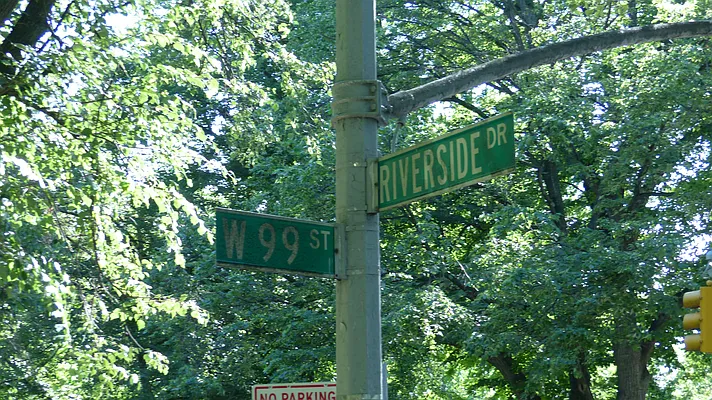 RIVERSIDE DR
W 99 ST
NO PARKING